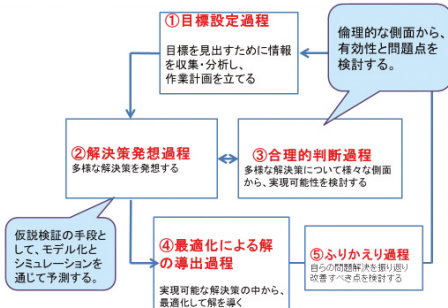 ①目標設定過程
目標を見出すために情報
を収集・分析し、
作業計画を立てる
倫理的な側面から、
有効性と問題点を
検討する。
②解決策発想過程
多様な解決策を発想する
③合理的判断過程
多様な解決策について様々な側面
から、実現可能性を検討する
仮説検証の手段
として、モデル化と
シミュレーションを
通じて予測する。
④最適化による解
の導出過程
実現可能な解決策の中から、
最適化して解を導く
⑤ふりかえり過程
自らの問題解決を振り返り
改善すべき点を検討する